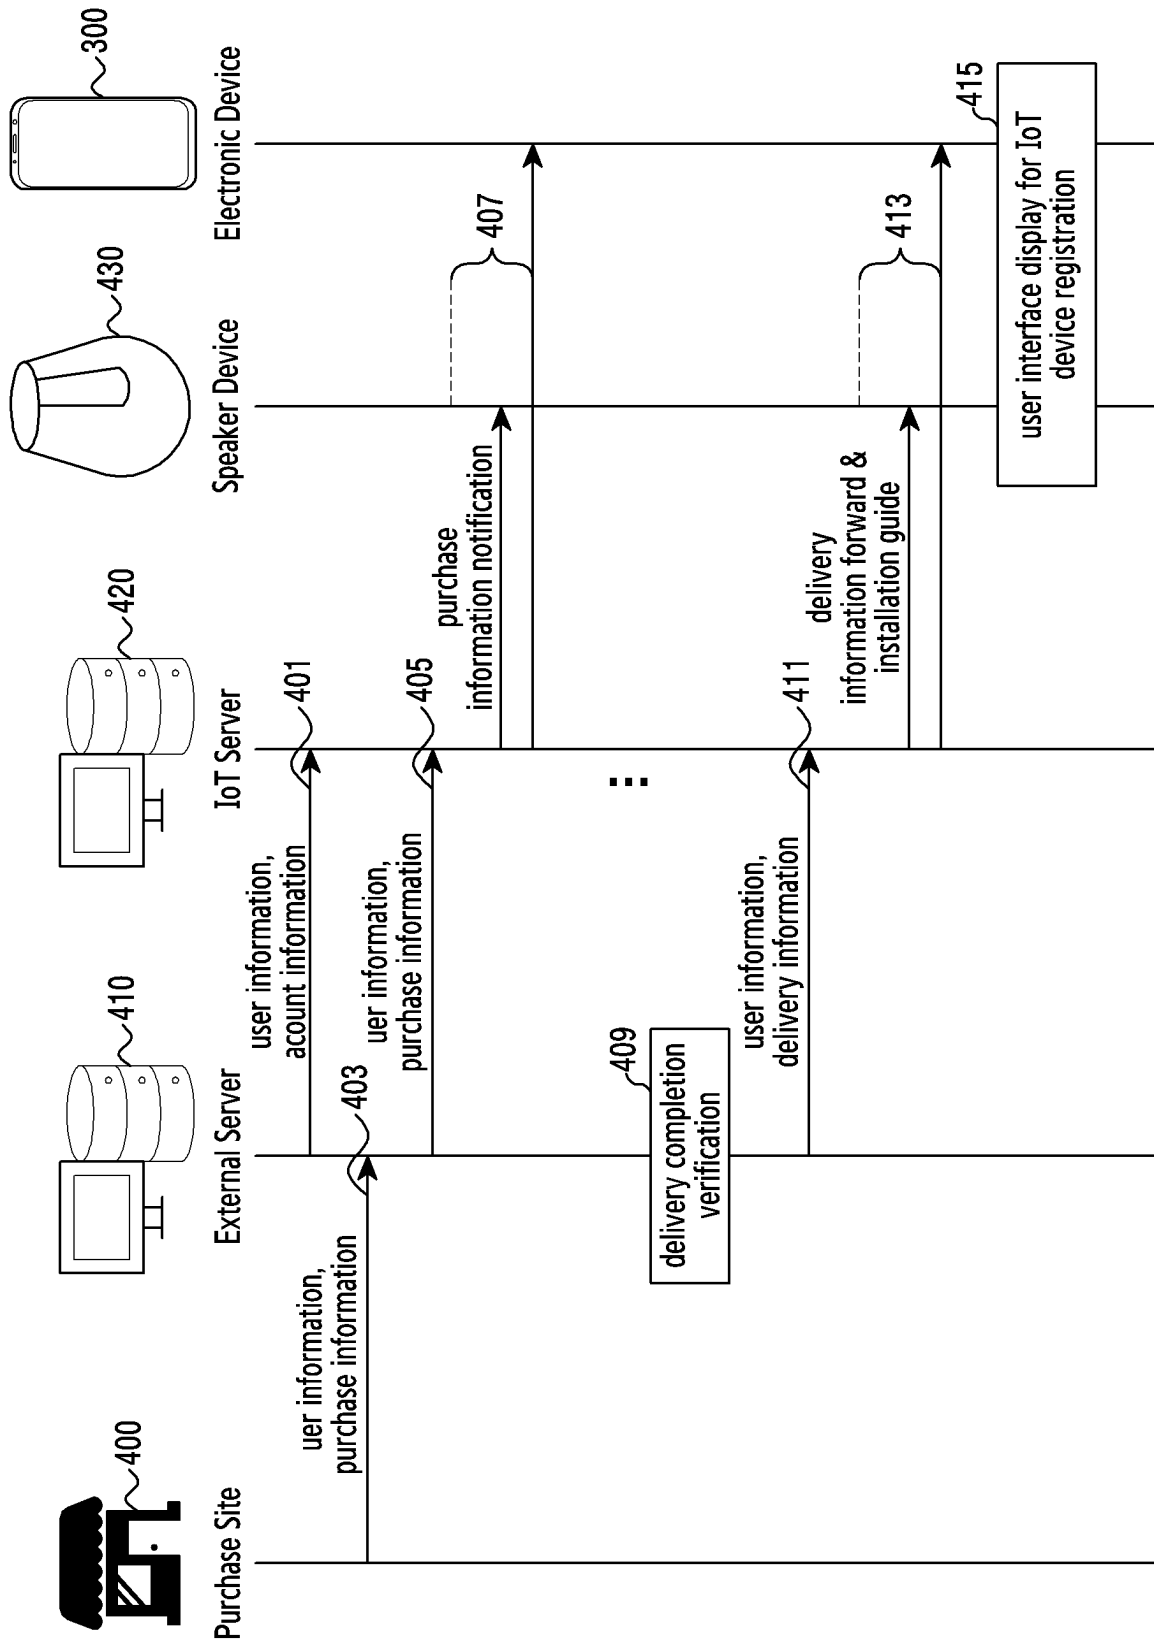 400
Purchase Site
410
External Server
420
IoT Server
430
Speaker Device
300
Electronic Device
user information,
acount information
401
uer information,
purchase information
403
uer information,
purchase information
405
purchase
information notification
407
...
409
delivery completion
verification
user information,
delivery information
411
delivery
information forward &
installation guide
413
415
user interface display for IoT
device registration